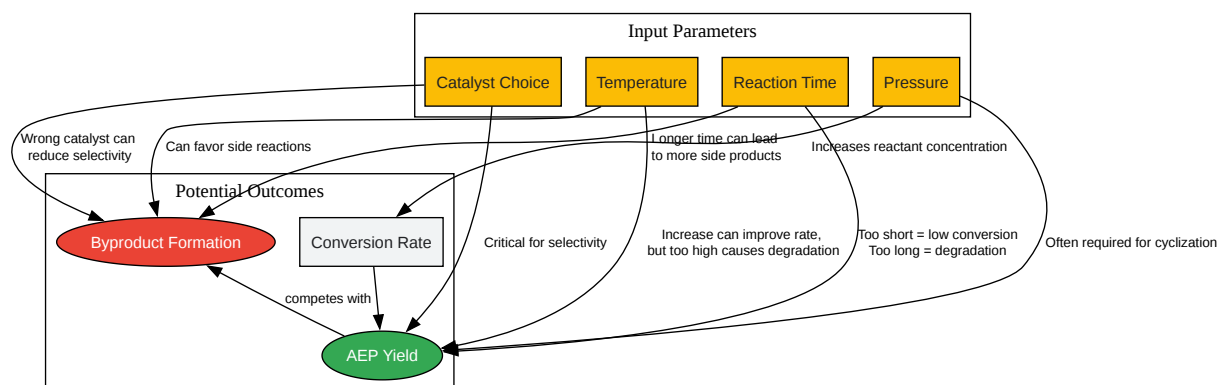 Input Parameters
Catalyst Choice
Temperature
Reaction Time
Pressure
Wrong catalyst can
reduce selectivity
Can favor side reactions
Longer time can lead
to more side products
Increases reactant concentration
Potential Outcomes
Byproduct Formation
Conversion Rate
Critical for selectivity
Increase can improve rate,
but too high causes degradation
Too short = low conversion
Too long = degradation
Often required for cyclization
competes with
AEP Yield